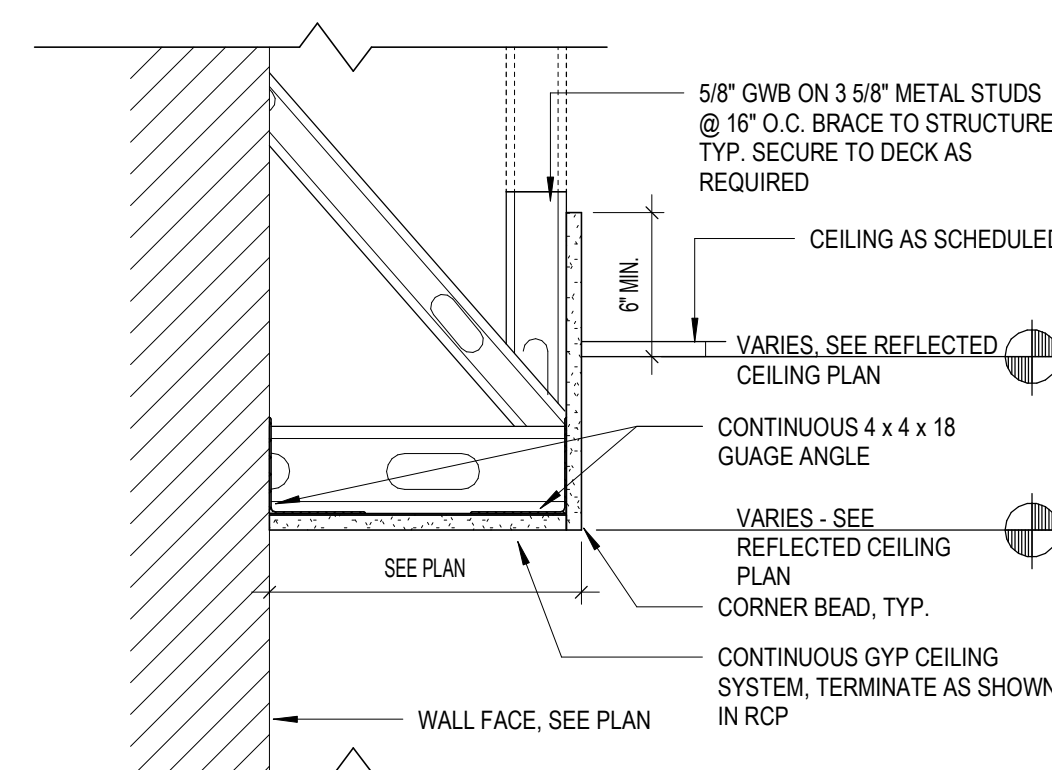 5/8" GWB ON 3 5/8" METAL STUDS
@ 16" O.C. BRACE TO STRUCTURE
TYP. SECURE TO DECK AS
REQUIRED
CEILING AS SCHEDULED
6" MIN.
VARIES, SEE REFLECTED
CEILING PLAN
CONTINUOUS 4 x 4 x 18
GUAGE ANGLE
VARIES - SEE
REFLECTED CEILING
PLAN
SEE PLAN
CORNER BEAD, TYP.
CONTINUOUS GYP CEILING
SYSTEM, TERMINATE AS SHOWN
IN RCP
WALL FACE, SEE PLAN